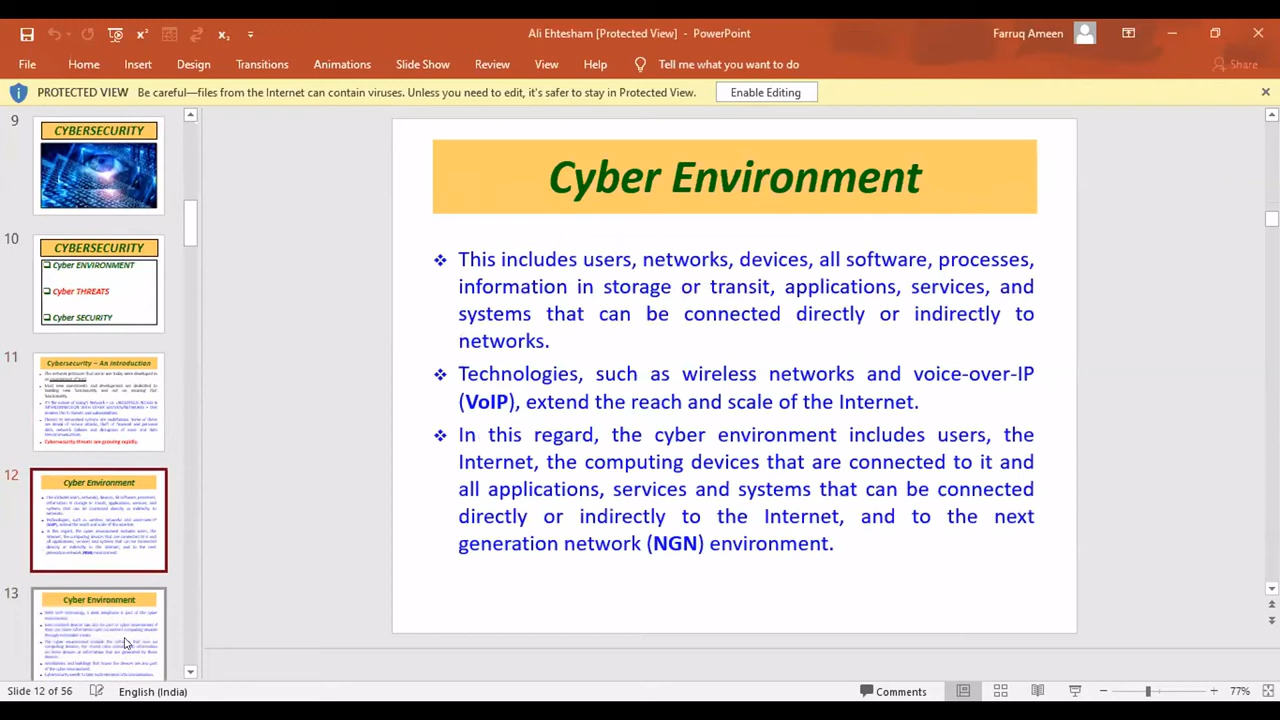 Ali Ehtesham [Protected View] - PowerPoint
Farruq Ameen
File Home Insert Design Transitions Animations Slide Show Review View Help Tell me what you want to do Share
PROTECTED VIEW Be careful—files from the Internet can contain viruses. Unless you need to edit, it's safer to stay in Protected View. Enable Editing
9
CYBERSECURITY
10
CYBERSECURITY
Cyber ENVIRONMENT
Cyber THREATS
Cyber SECURITY
11
Cybersecurity – An Introduction
Cybersecurity threats are growing rapidly.
12
Cyber Environment
13
Cyber Environment
Cyber Environment
❖ This includes users, networks, devices, all software, processes,
information in storage or transit, applications, services, and
systems that can be connected directly or indirectly to
networks.
❖ Technologies, such as wireless networks and voice-over-IP
(VoIP), extend the reach and scale of the Internet.
❖ In this regard, the cyber environment includes users, the
Internet, the computing devices that are connected to it and
all applications, services and systems that can be connected
directly or indirectly to the Internet and to the next
generation network (NGN) environment.
Slide 12 of 56 English (India) Comments 77%